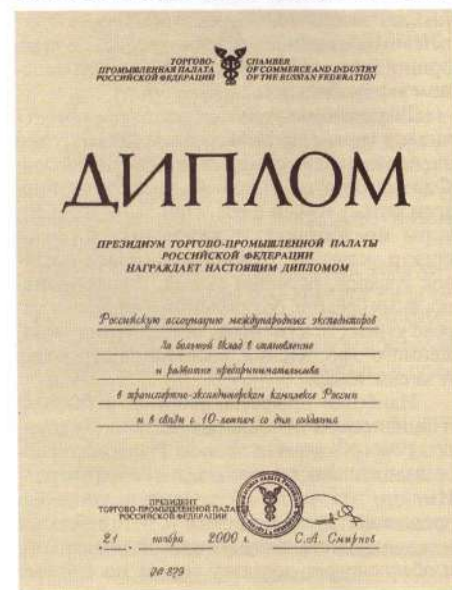 ТОРГОВО-
ПРОМЫШЛЕННАЯ ПАЛАТА
РОССИЙСКОЙ ФЕДЕРАЦИИ
CHAMBER
OF COMMERCE AND INDUSTRY
OF THE RUSSIAN FEDERATION
ДИПЛОМ
ПРЕЗИДИУМ ТОРГОВО-ПРОМЫШЛЕННОЙ ПАЛАТЫ
РОССИЙСКОЙ ФЕДЕРАЦИИ
НАГРАЖДАЕТ НАСТОЯЩИМ ДИПЛОМОМ
Российскую ассоциацию международных экспедиторов
За большой вклад в становление
и развитие предпринимательства
в транспортно-экспедиторском комплексе России
и в связи с 10-летием со дня создания
ПРЕЗИДЕНТ
ТОРГОВО-ПРОМЫШЛЕННОЙ ПАЛАТЫ
РОССИЙСКОЙ ФЕДЕРАЦИИ
21 ноября 2000 г. С.А. Смирнов